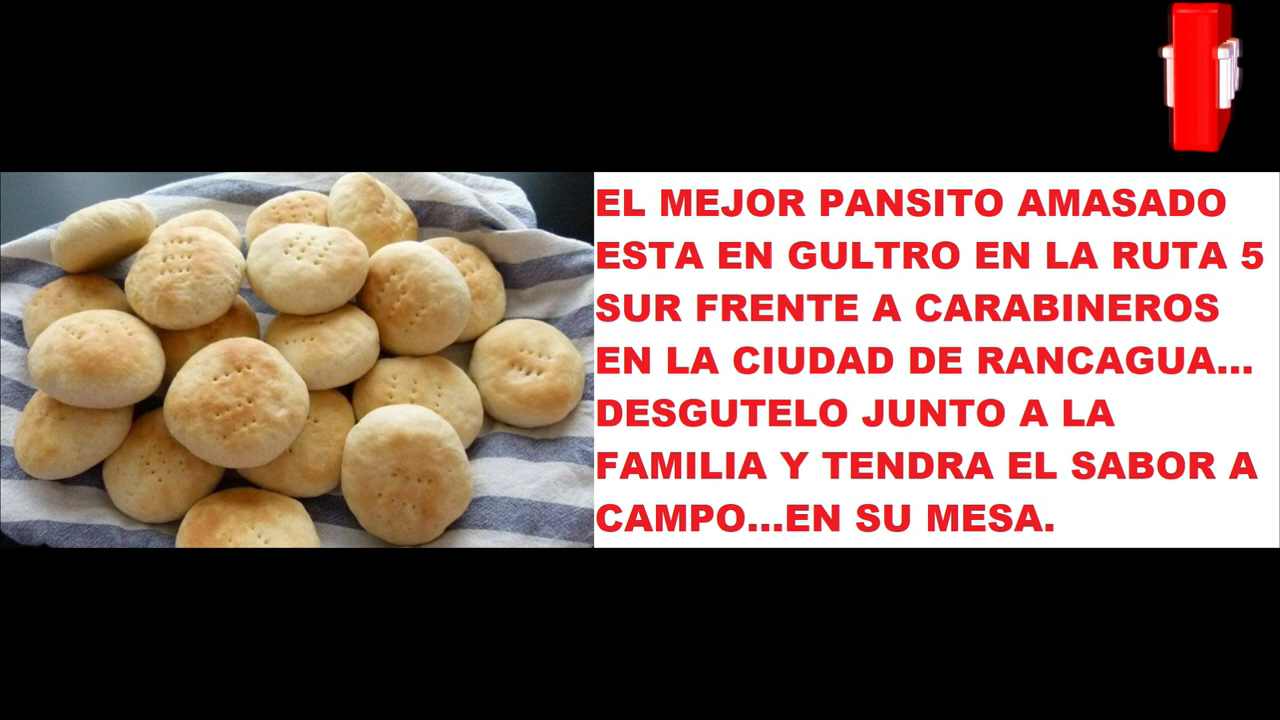 EL MEJOR PANSITO AMASADO
ESTA EN GULTRO EN LA RUTA 5
SUR FRENTE A CARABINEROS
EN LA CIUDAD DE RANCAGUA...
DESGUTELO JUNTO A LA
FAMILIA Y TENDRA EL SABOR A
CAMPO...EN SU MESA.